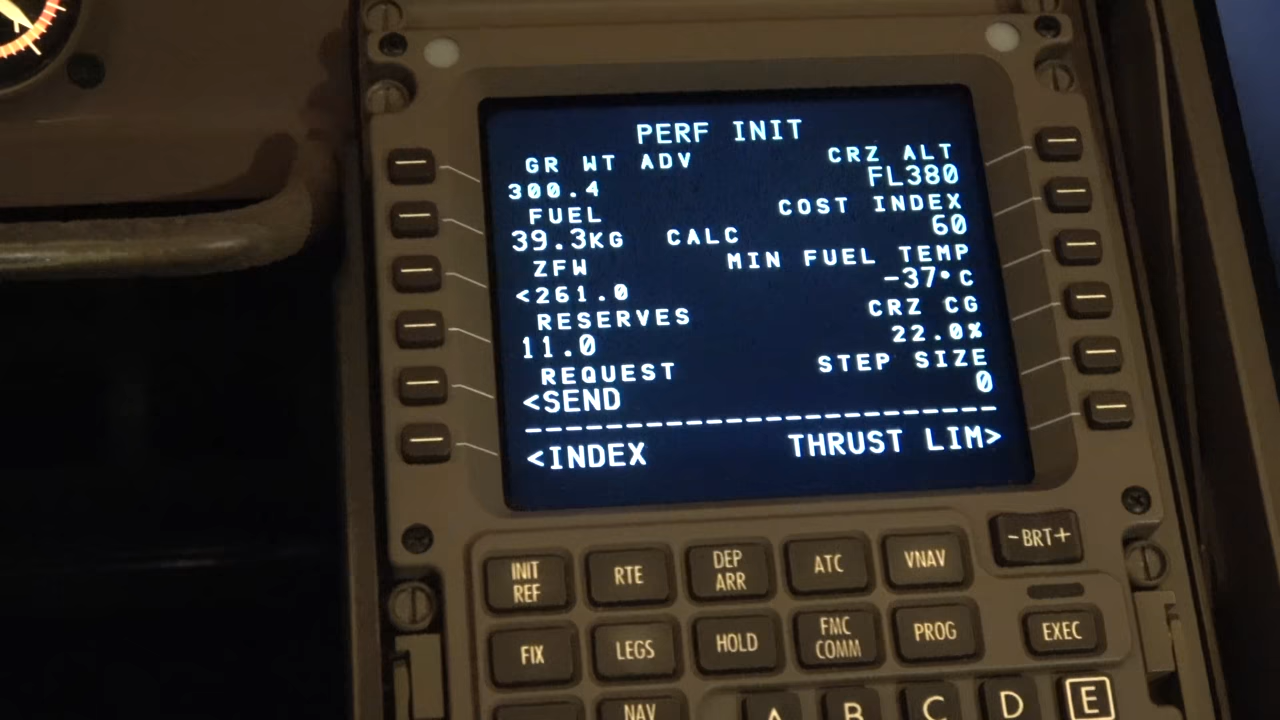 PERF INIT
GR WT ADV CRZ ALT
300.4 FL380
FUEL COST INDEX
39.3KG CALC 60
ZFW MIN FUEL TEMP
<261.0 -37°C
RESERVES CRZ CG
11.0 22.0%
REQUEST STEP SIZE
<SEND 0
------------------------
<INDEX THRUST LIM>
-BRT+
INIT REF RTE DEP ARR ATC VNAV
FIX LEGS HOLD FMC COMM PROG EXEC
NAV A B C D E